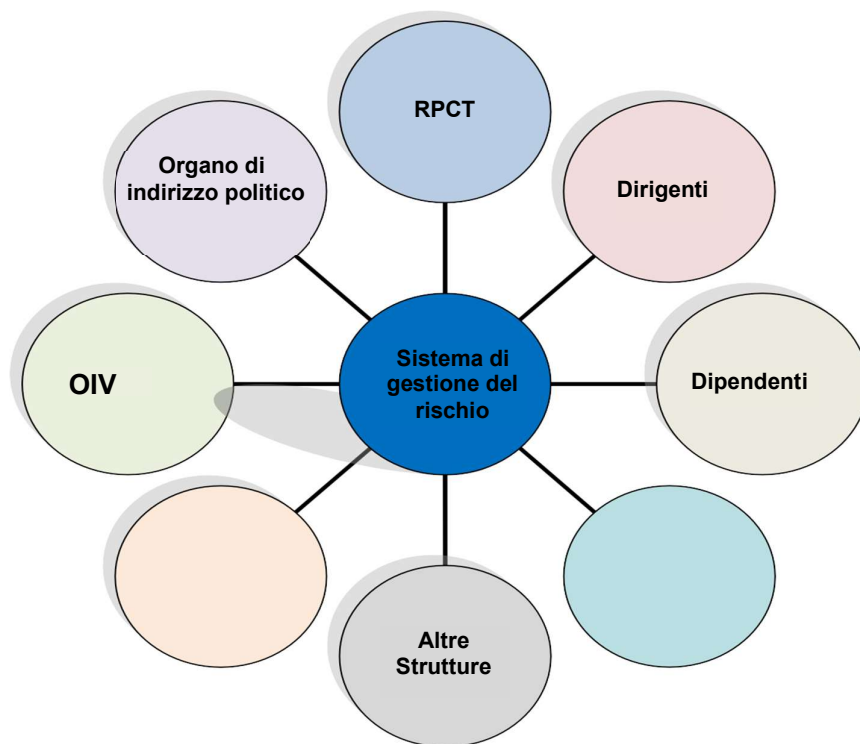 RPCT
Organo di
indirizzo politico
Dirigenti
Sistema di
gestione del
rischio
OIV
Dipendenti
Altre
Strutture